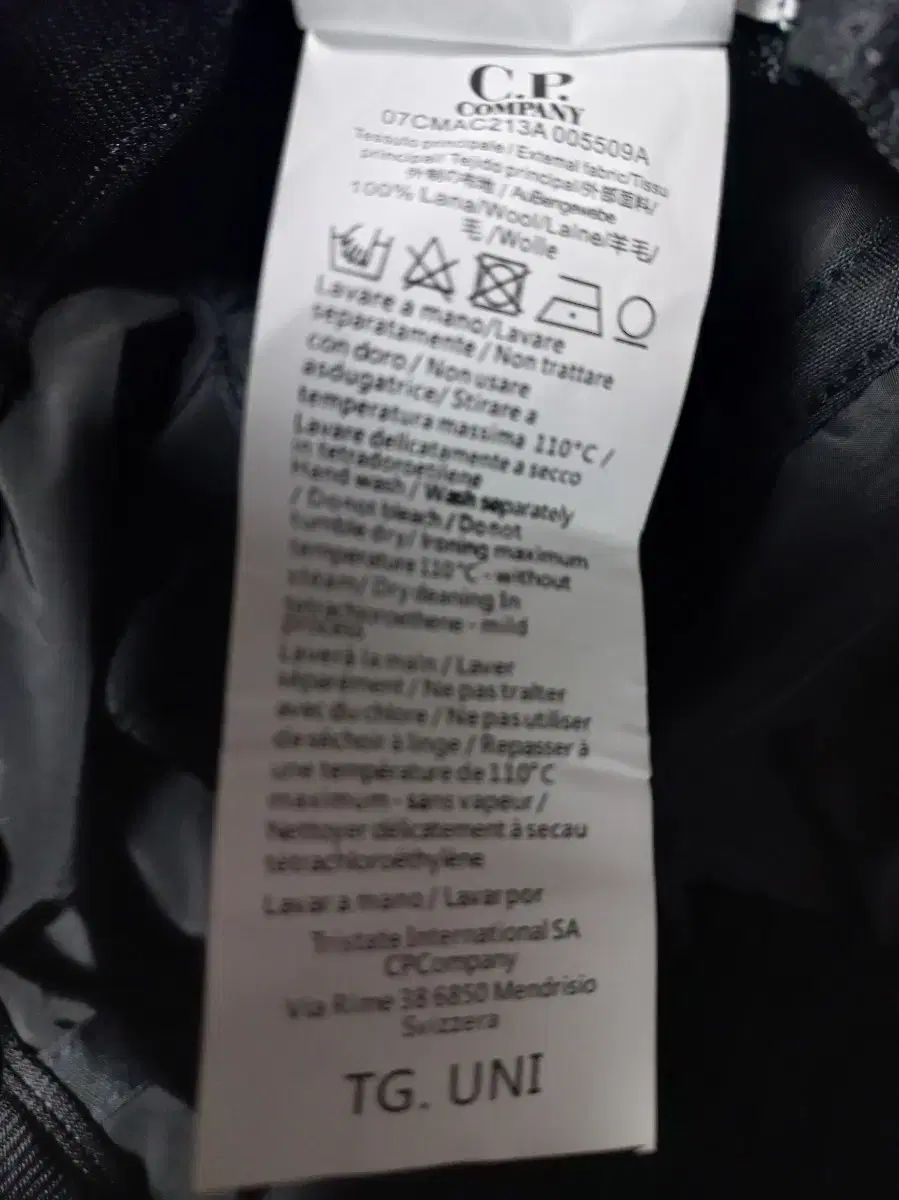 C.P.
COMPANY
07CMAC213A 005509A
Tessuto principale / External fabric/Tissu
principal/ Tejido principal/外部面料/
外側の布地 / Außengewebe
100% Lana/Wool/Laine/羊毛/
毛 /Wolle
Lavare a mano/Lavare
separatamente / Non trattare
con doro / Non usare
asdugatrice/ Stirare a
temperatura massima 110°C /
Lavare delicatamente a secco
in tetradorsetilene
Hand wash / Wash separately
/ Do not bleach / Do not
tumble dry/ Ironing maximum
temperature 110°C - without
steam/ Dry cleaning In
tetrachloroethene - mild
process
Laver à la main / Laver
séparément / Ne pas traiter
avec du chlore / Ne pas utiliser
de séchoir à linge / Repasser à
une température de 110°C
maximum - sans vapeur /
Nettoyer délicatement à secau
tetrachloroéthylène
Lavar a mano / Lavar por
Tristate International SA
CPCompany
Via Rime 38 6850 Mendrisio
Svizzera
TG. UNI